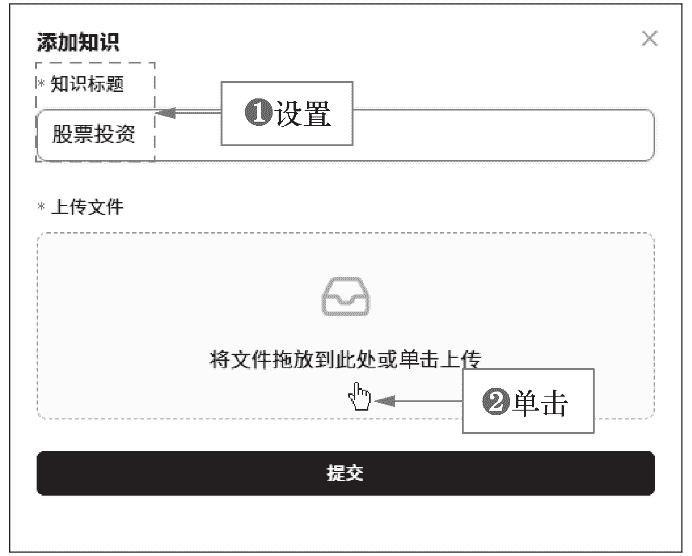 添加知识
* 知识标题
❶设置
股票投资
* 上传文件
将文件拖放到此处或单击上传
❷单击
提交